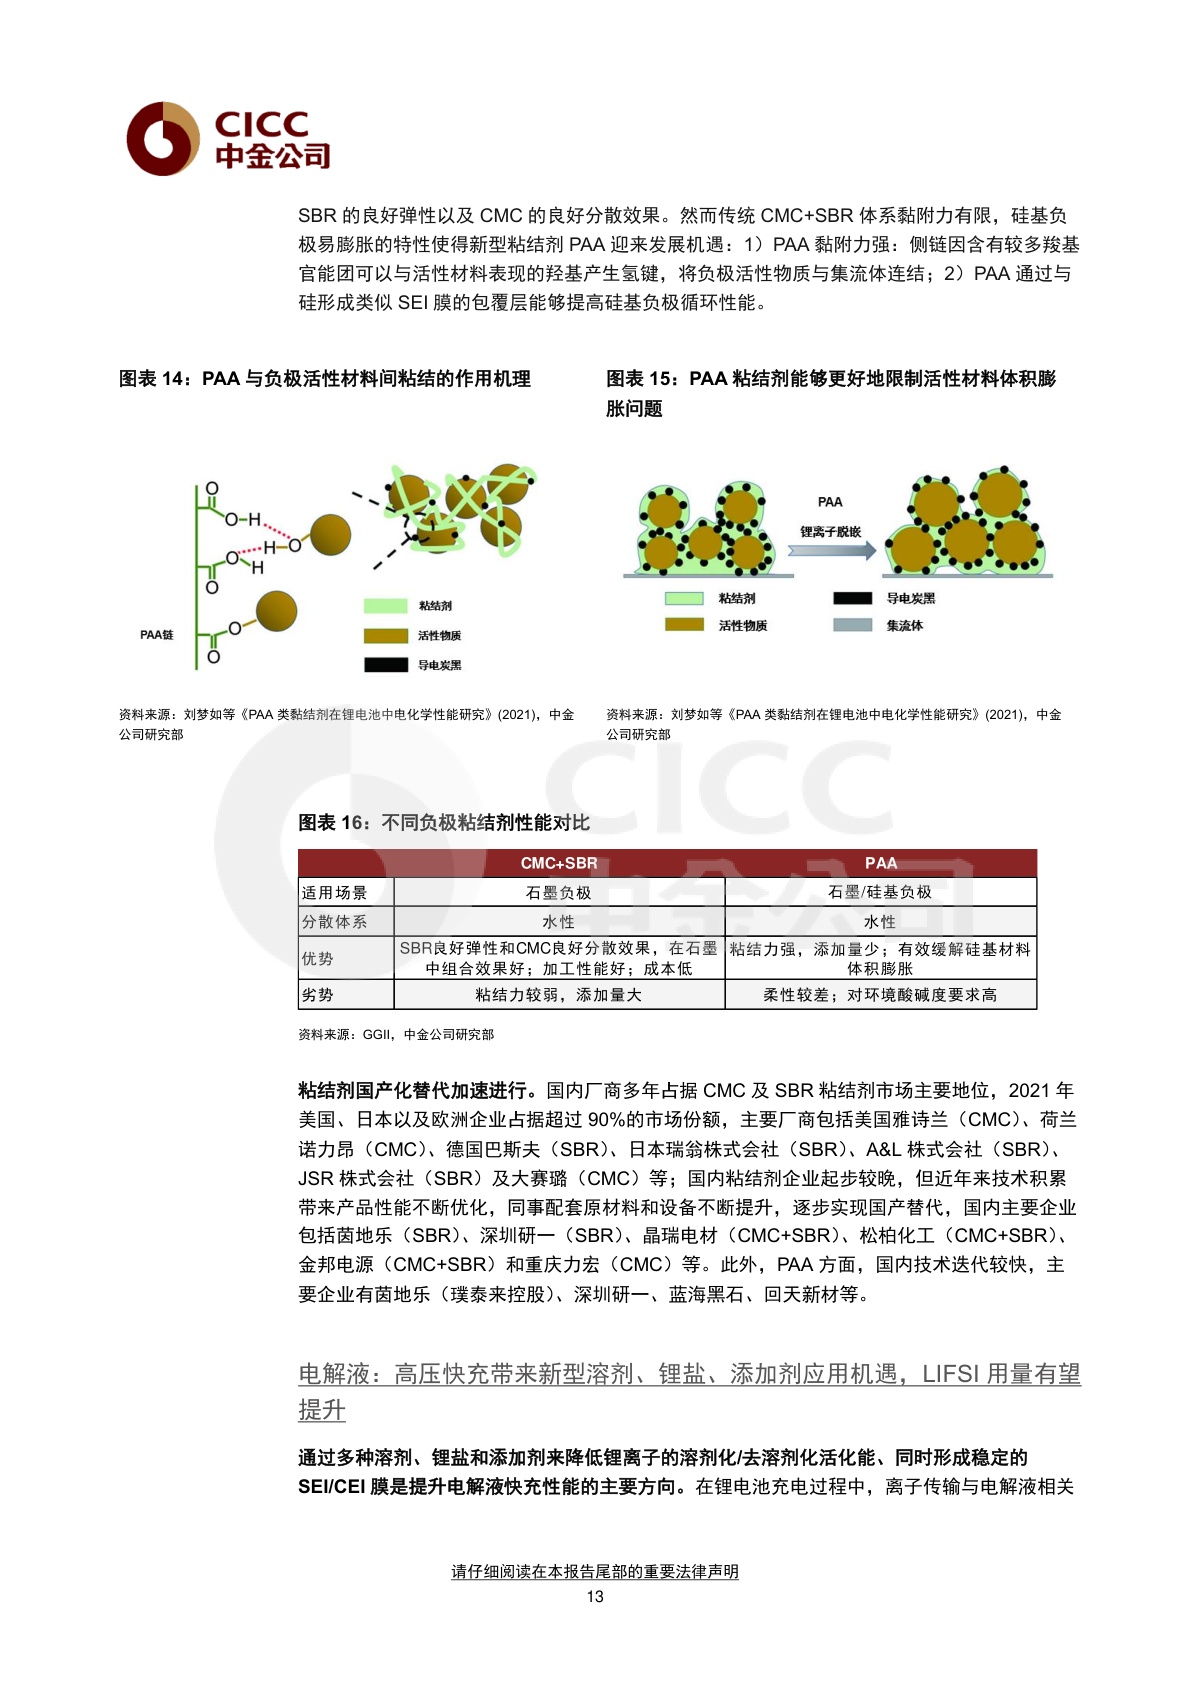 CICC
中金公司
SBR 的良好弹性以及 CMC 的良好分散效果。然而传统 CMC+SBR 体系黏附力有限，硅基负
极易膨胀的特性使得新型粘结剂 PAA 迎来发展机遇：1）PAA 黏附力强：侧链因含有较多羧基
官能团可以与活性材料表现的羟基产生氢键，将负极活性物质与集流体连结；2）PAA 通过与
硅形成类似 SEI 膜的包覆层能够提高硅基负极循环性能。
图表 14：PAA 与负极活性材料间粘结的作用机理
O
O-H
H-O
O
H
O
PAA链
O
O
粘结剂
活性物质
导电炭黑
资料来源：刘梦如等《PAA 类黏结剂在锂电池中电化学性能研究》(2021)，中金
公司研究部
图表 15：PAA 粘结剂能够更好地限制活性材料体积膨
胀问题
PAA
锂离子脱嵌
粘结剂
导电炭黑
活性物质
集流体
资料来源：刘梦如等《PAA 类黏结剂在锂电池中电化学性能研究》(2021)，中金
公司研究部
CICC
中金公司
图表 16：不同负极粘结剂性能对比
CMC+SBR PAA
适用场景 石墨负极 石墨/硅基负极
分散体系 水性 水性
优势 SBR良好弹性和CMC良好分散效果，在石墨 粘结力强，添加量少；有效缓解硅基材料
中组合效果好；加工性能好；成本低 体积膨胀
劣势 粘结力较弱，添加量大 柔性较差；对环境酸碱度要求高
资料来源：GGII，中金公司研究部
粘结剂国产化替代加速进行。国内厂商多年占据 CMC 及 SBR 粘结剂市场主要地位，2021 年
美国、日本以及欧洲企业占据超过 90%的市场份额，主要厂商包括美国雅诗兰（CMC）、荷兰
诺力昂（CMC）、德国巴斯夫（SBR）、日本瑞翁株式会社（SBR）、A&L 株式会社（SBR）、
JSR 株式会社（SBR）及大赛璐（CMC）等；国内粘结剂企业起步较晚，但近年来技术积累
带来产品性能不断优化，同事配套原材料和设备不断提升，逐步实现国产替代，国内主要企业
包括茵地乐（SBR）、深圳研一（SBR）、晶瑞电材（CMC+SBR）、松柏化工（CMC+SBR）、
金邦电源（CMC+SBR）和重庆力宏（CMC）等。此外，PAA 方面，国内技术迭代较快，主
要企业有茵地乐（璞泰来控股）、深圳研一、蓝海黑石、回天新材等。
电解液：高压快充带来新型溶剂、锂盐、添加剂应用机遇，LIFSI 用量有望
提升
通过多种溶剂、锂盐和添加剂来降低锂离子的溶剂化/去溶剂化活化能、同时形成稳定的
SEI/CEI 膜是提升电解液快充性能的主要方向。在锂电池充电过程中，离子传输与电解液相关
请仔细阅读在本报告尾部的重要法律声明
13